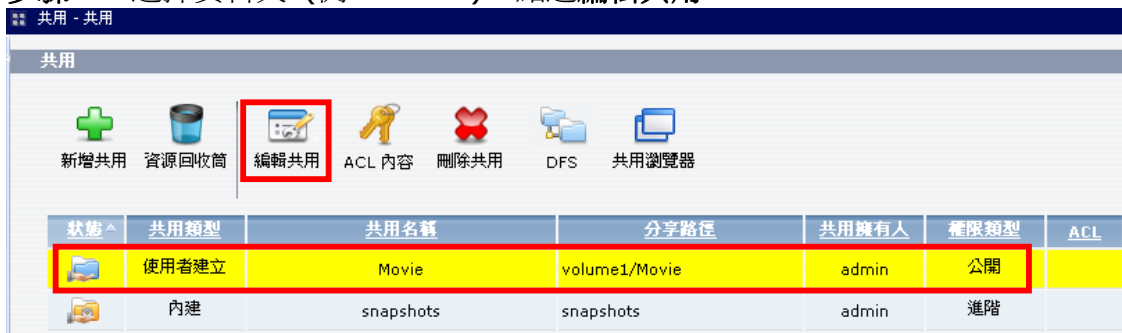 共用 - 共用
共用
新增共用 資源回收筒 編輯共用 ACL 內容 刪除共用 DFS 共用瀏覽器
狀態 共用類型 共用名稱 分享路徑 共用擁有人 權限類型 ACL
使用者建立 Movie volume1/Movie admin 公開
內建 snapshots snapshots admin 進階